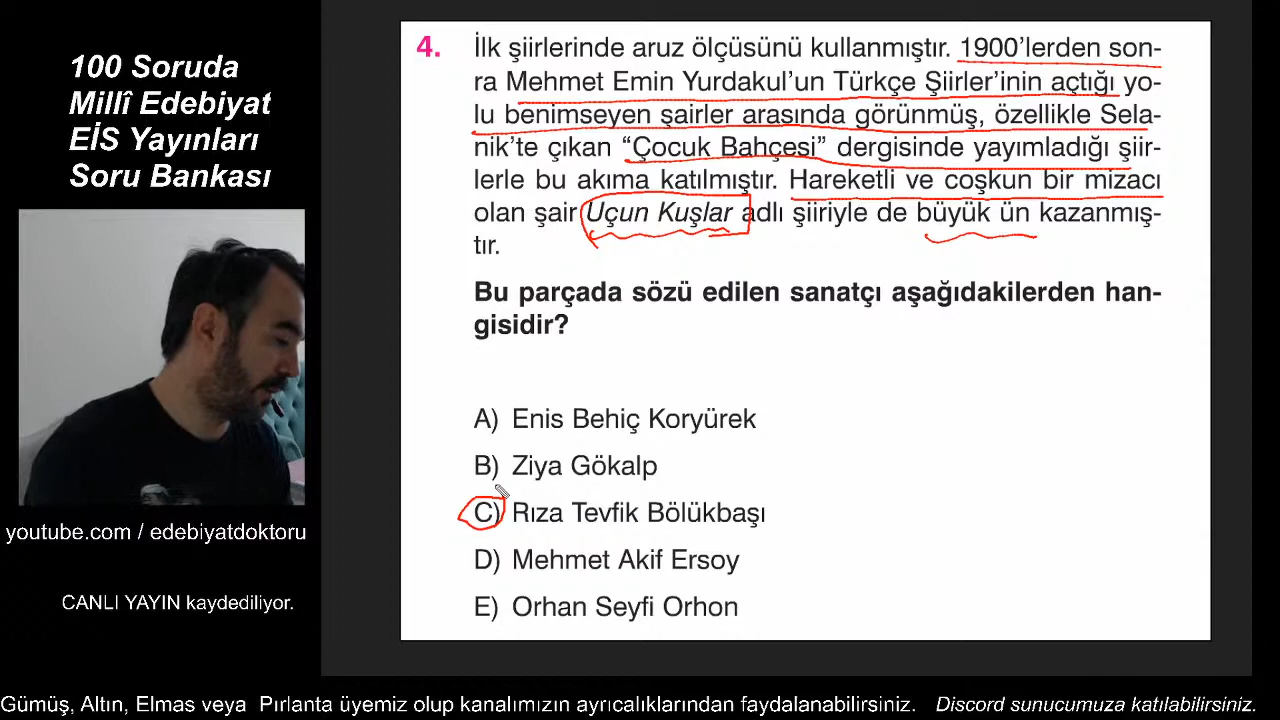 100 Soruda
Millî Edebiyat
EİS Yayınları
Soru Bankası
youtube.com / edebiyatdoktoru
CANLI YAYIN kaydediliyor.
4. İlk şiirlerinde aruz ölçüsünü kullanmıştır. 1900'lerden son-
ra Mehmet Emin Yurdakul'un Türkçe Şiirler'inin açtığı yo-
lu benimseyen şairler arasında görünmüş, özellikle Sela-
nik'te çıkan “Çocuk Bahçesi” dergisinde yayımladığı şiir-
lerle bu akıma katılmıştır. Hareketli ve coşkun bir mizacı
olan şair Uçun Kuşlar adlı şiiriyle de büyük ün kazanmış-
tır.
Bu parçada sözü edilen sanatçı aşağıdakilerden han-
gisidir?
A) Enis Behiç Koryürek
B) Ziya Gökalp
C) Rıza Tevfik Bölükbaşı
D) Mehmet Akif Ersoy
E) Orhan Seyfi Orhon
Gümüş, Altın, Elmas veya Pırlanta üyemiz olup kanalımızın ayrıcalıklarından faydalanabilirsiniz. Discord sunucumuza katılabilirsiniz.